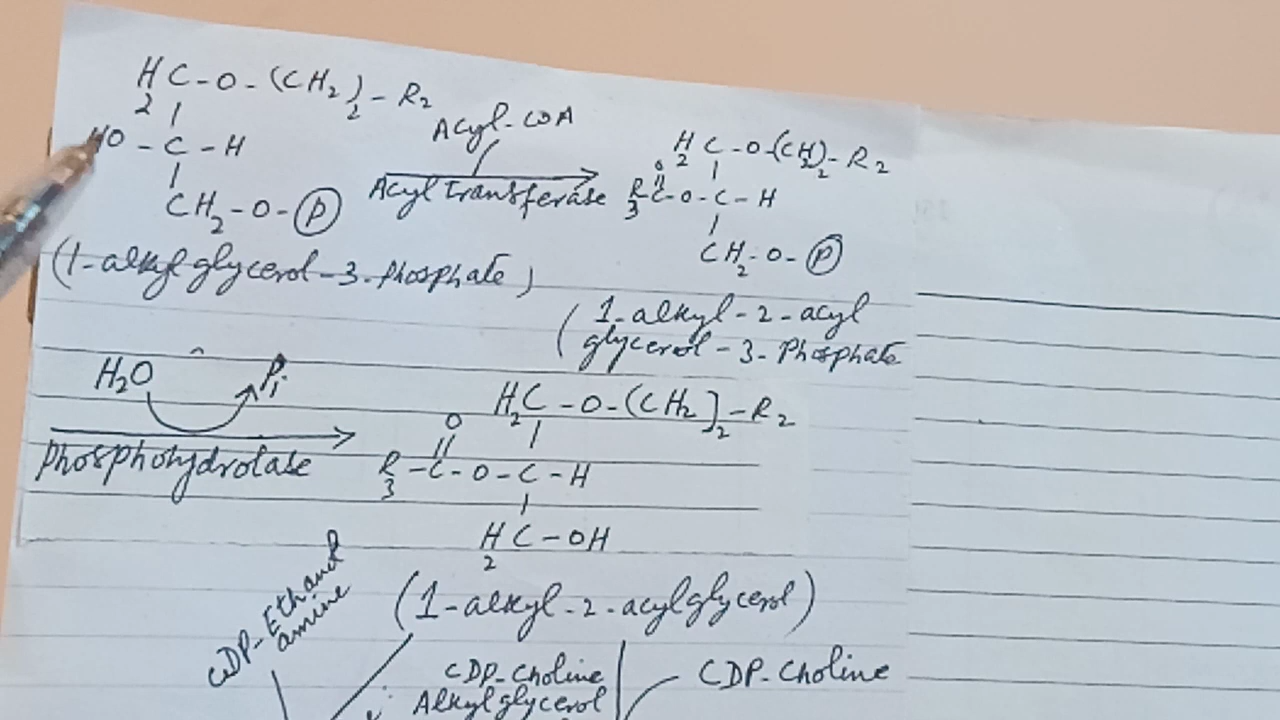 H2C-O-(CH2)2-R2
HO-C-H
CH2-O-(P)
(1-alkyl glycerol-3-phosphate)
Acyl-CoA
Acyl transferase
H2C-O-(CH2)2-R2
O
R3-C-O-C-H
CH2-O-(P)
(1-alkyl-2-acyl
glycerol-3-Phosphate
H2O Pi
Phosphohydrolase
H2C-O-(CH2)2-R2
O
R3-C-O-C-H
H2C-OH
(1-alkyl-2-acylglycerol)
CDP-Ethanol
amine
CDP-Choline
Alkylglycerol
CDP-Choline